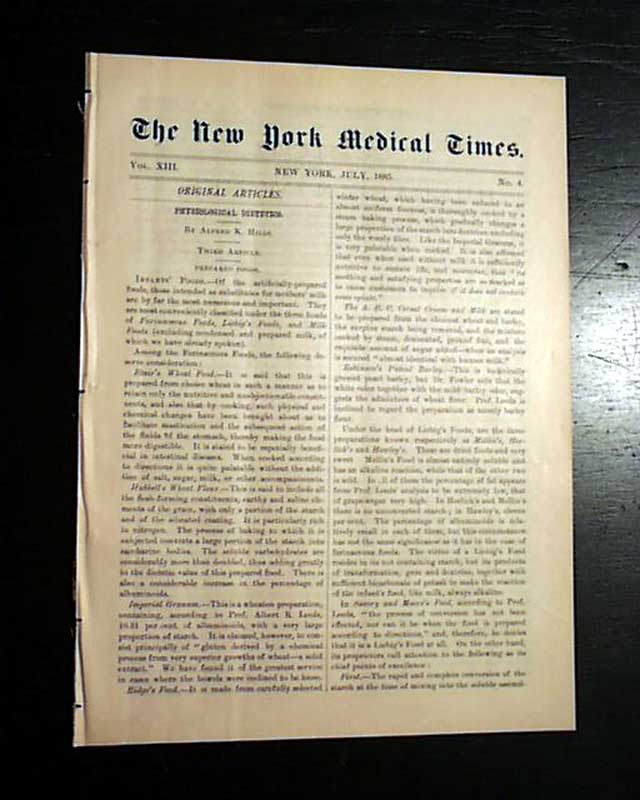 The New York Medical Times.
Vol. XIII.
NEW YORK, JULY, 1885.
No. 4.
ORIGINAL ARTICLES.
PHYSIOLOGICAL DIETETICS.
By Alfred K. Hills.
Third Article.
PREPARED FOODS.
Infants' Foods.—Of the artificially-prepared
foods, those intended as substitutes for mothers' milk
are by far the most numerous and important. They
are most conveniently classified under the three heads
of Farinaceous Foods, Liebig's Foods, and Milk
Foods (excluding condensed and prepared milk, of
which we have already spoken).
Among the Farinaceous Foods, the following de-
serve consideration:
Blair's Wheat Food.—It is said that this is
prepared from choice wheat in such a manner as to
retain only the nutritive and unobjectionable constit-
uents, and also that by cooking, such physical and
chemical changes have been brought about as to
facilitate mastication and the subsequent action of
the fluids of the stomach, thereby making the food
more digestible. It is stated to be especially benefi-
cial in intestinal diseases. When cooked according
to directions it is quite palatable without the addi-
tion of salt, sugar, milk, or other accompaniments.
Hubbell's Wheat Flour.—This is said to include all
the flesh-forming constituents, earthy and saline ele-
ments of the grain, with only a portion of the starch
and of the silicated coating. It is particularly rich
in nitrogen. The process of baking to which it is
subjected converts a large portion of the starch into
saccharine bodies. The soluble carbohydrates are
considerably more than doubled, thus adding greatly
to the dietetic value of this prepared food. There is
also a considerable increase in the percentage of
albuminoids.
Imperial Granum.—This is a wheaten preparation,
containing, according to Prof. Albert R. Leeds,
per cent. of albuminoids, with a very large
proportion of starch. It is claimed, however, to con-
sist principally of "gluten derived by a chemical
process from very superior growths of wheat—a solid
extract." We have found it of the greatest service
in cases where the bowels were inclined to be loose.
Ridge's Food.—It is made from carefully selected
winter wheat, which having been reduced to an
almost uniform fineness, is thoroughly cooked by a
steam baking process, which gradually changes a
large proportion of the starch into dextrine, excluding
only the woody fibre. Like the Imperial Granum, it
is very palatable when cooked. It is also affirmed
that even when used without milk it is sufficiently
nutritive to sustain life, and moreover, that "its
soothing and satisfying properties are so marked as
to cause customers to inquire if it does not contain
some opiate."
The A. B. C. Cereal Cream and Milk are stated
to be prepared from the choicest wheat and barley,
the surplus starch being removed, and the mixture
cooked by steam, desiccated, ground fine, and the
requisite amount of sugar added—when on analysis
is secured "almost identical with human milk."
Robinson's Patent Barley.—This is technically
ground pearl barley, but Dr. Fowler says that the
white color together with the mild barley odor, sug-
gests the admixture of wheat flour. Prof. Leeds is
inclined to regard the preparation as mostly barley
flour.
Under the head of Liebig's Foods, are the three
preparations known respectively as Mellin's, Hor-
lick's and Hawley's. These are dried foods and very
sweet. Mellin's Food is almost entirely soluble and
has an alkaline reaction, while that of the other two
is acid. In all of them the percentage of fat appears
from Prof. Leeds' analysis to be extremely low, that
of grape-sugar very high. In Horlick's and Mellin's
there is no unconverted starch; in Hawley's, eleven
per cent. The percentage of albuminoids is rela-
tively small in each of them, but this circumstance
has not the same significance as it has in the case of
farinaceous foods. The virtue of a Liebig's Food
resides in its not containing starch, but its products
of transformation, gum and dextrine, together with
sufficient bicarbonate of potash to make the reaction
of the infant's food, like milk, always alkaline.
In Savory and Moore's Food, according to Prof.
Leeds, "the process of conversion has not been
effected, nor can it be when the food is prepared
according to directions," and, therefore, he denies
that it is a Liebig's Food at all. On the other hand,
its proprietors call attention to the following as its
chief points of excellence:
First,—The rapid and complete conversion of the
starch at the time of mixing into the soluble assimil-